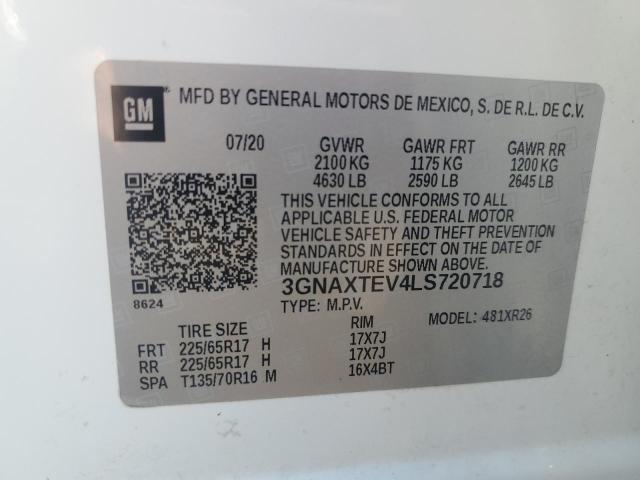 GM MFD BY GENERAL MOTORS DE MEXICO, S. DE R.L. DE C.V.
07/20 GVWR GAWR FRT GAWR RR
2100 KG 1175 KG 1200 KG
4630 LB 2590 LB 2645 LB
THIS VEHICLE CONFORMS TO ALL
APPLICABLE U.S. FEDERAL MOTOR
VEHICLE SAFETY AND THEFT PREVENTION
STANDARDS IN EFFECT ON THE DATE OF
MANUFACTURE SHOWN ABOVE.
8624 3GNAXTEV4LS720718
TYPE: M.P.V. MODEL: 481XR26
TIRE SIZE RIM
FRT 225/65R17 H 17X7J
RR 225/65R17 H 17X7J
SPA T135/70R16 M 16X4BT